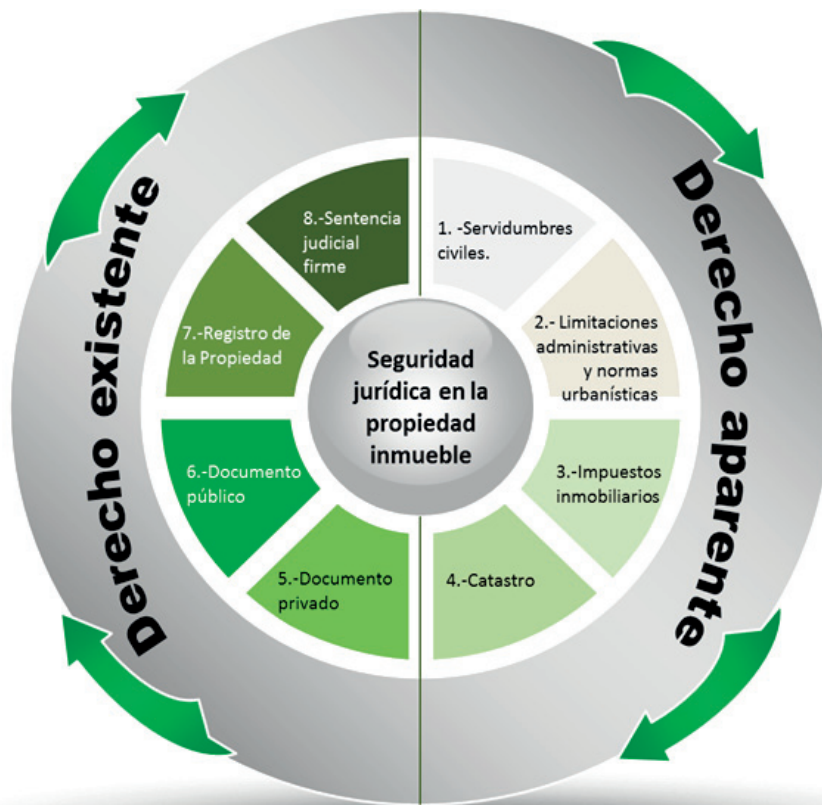 Derecho existente
Derecho aparente
Seguridad
jurídica en la
propiedad
inmueble
1. -Servidumbres
civiles.
2.- Limitaciones
administrativas
y normas
urbanísticas
3.-Impuestos
inmobiliarios
4.-Catastro
5.-Documento
privado
6.-Documento
público
7.-Registro de
la Propiedad
8.-Sentencia
judicial
firme